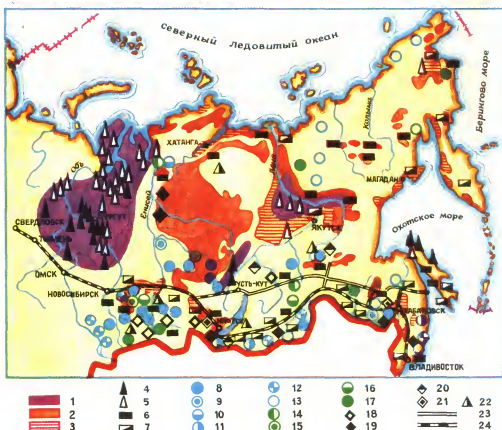 Северный Ледовитый океан
Берингово море
ХАТАНГА
Обь
Енисей
Лена
Колыма
МАГАДАН
Охотское море
СВЕРДЛОВСК
ЯКУТСК
ОМСК
НОВОСИБИРСК
УСТЬ-КУТ
ХАБАРОВСК
ВЛАДИВОСТОК
1 4 8 12 16 20
2 5 9 13 17 21 22
3 6 10 14 18 23
7 11 15 19 24